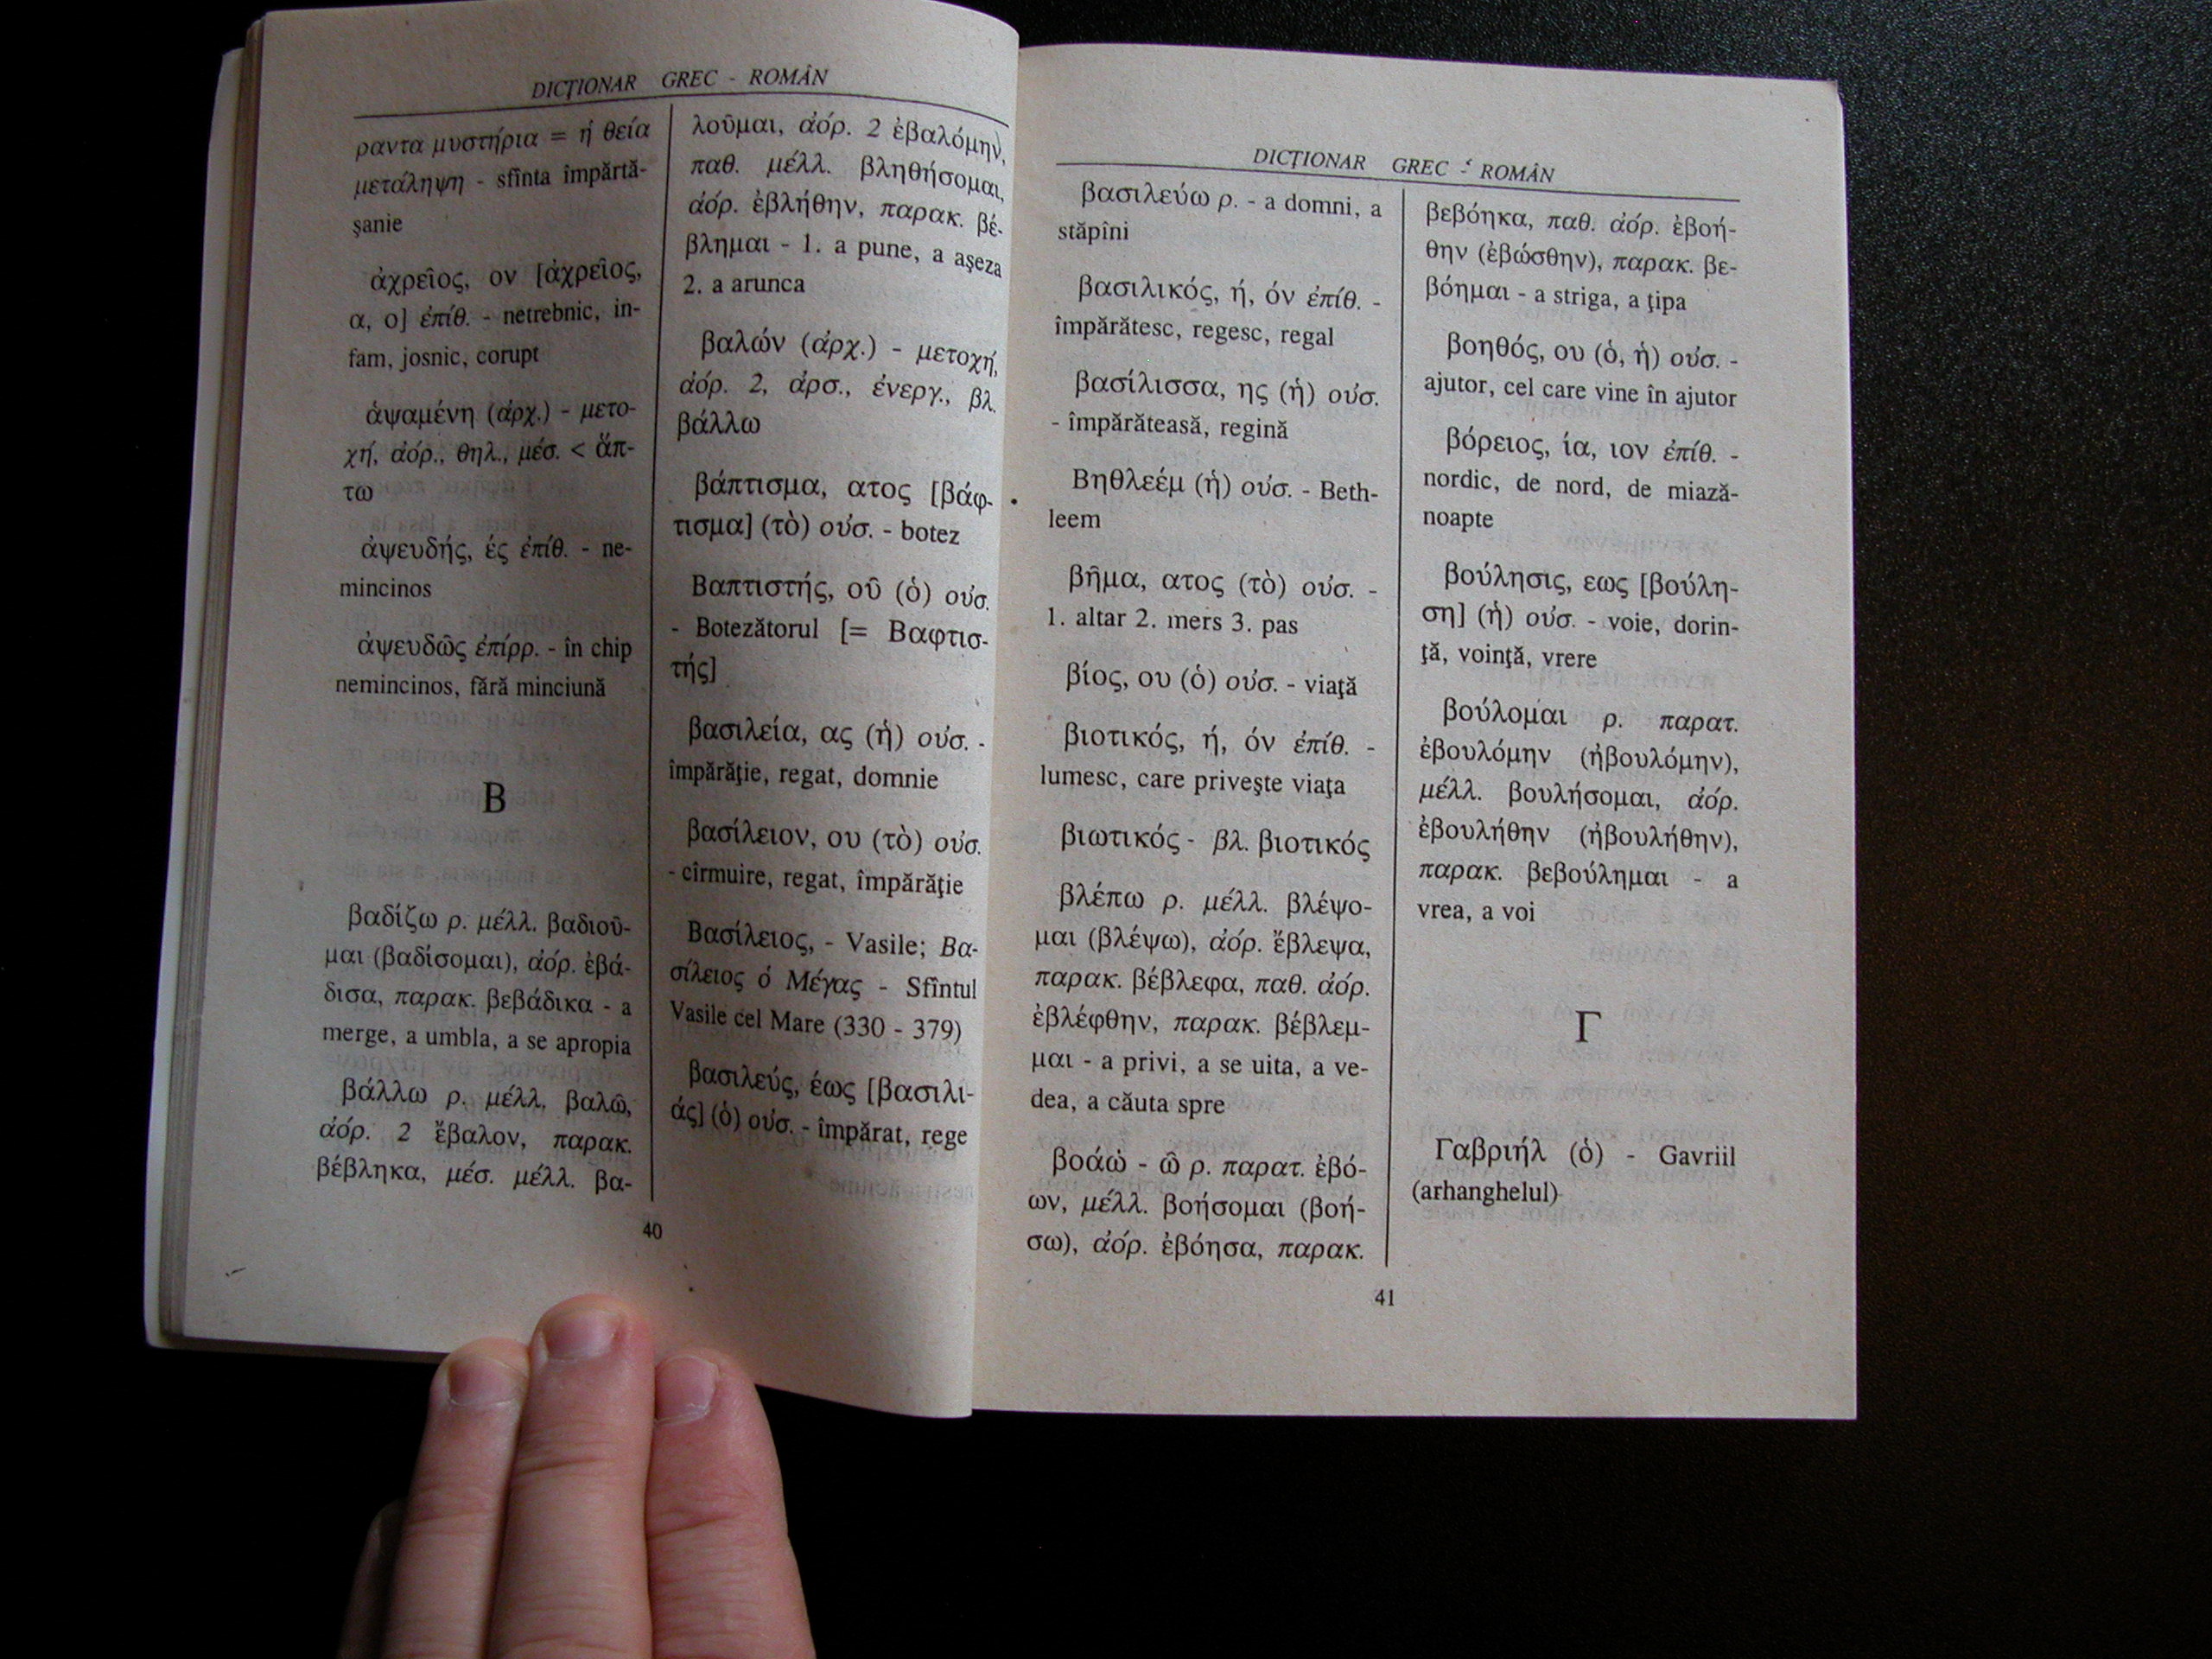 DICŢIONAR GREC - ROMÂN
ραντα μυστήρια = ἡ θεία
μετάληψη - sfînta împărtă-
şanie
ἀχρεῖος, ον [ἀχρεῖος,
α, ο] ἐπίθ. - netrebnic, in-
fam, josnic, corupt
ἁψαμένη (ἀρχ.) - μετο-
χή, ἀόρ., θηλ., μέσ. < ἅπ-
τω
ἀψευδής, ές ἐπίθ. - ne-
mincinos
ἀψευδῶς ἐπίρρ. - în chip
nemincinos, fără minciună
Β
βαδίζω ρ. μέλλ. βαδιοῦ-
μαι (βαδίσομαι), ἀόρ. ἐβά-
δισα, παρακ. βεβάδικα - a
merge, a umbla, a se apropia
βάλλω ρ. μέλλ. βαλῶ,
ἀόρ. 2 ἔβαλον, παρακ.
βέβληκα, μέσ. μέλλ. βα-
λοῦμαι, ἀόρ. 2 ἐβαλόμην,
παθ. μέλλ. βληθήσομαι,
ἀόρ. ἐβλήθην, παρακ. βέ-
βλημαι - 1. a pune, a aşeza
2. a arunca
βαλών (ἀρχ.) - μετοχή,
ἀόρ. 2, ἀρσ., ἐνεργ., βλ.
βάλλω
βάπτισμα, ατος [βάφ-
τισμα] (τὸ) οὐσ. - botez
Βαπτιστής, οῦ (ὁ) οὐσ.
- Botezătorul [= Βαφτισ-
τής]
βασιλεία, ας (ἡ) οὐσ. -
împărăţie, regat, domnie
βασίλειον, ου (τὸ) οὐσ.
- cîrmuire, regat, împărăţie
Βασίλειος, - Vasile; Βα-
σίλειος ὁ Μέγας - Sfîntul
Vasile cel Mare (330 - 379)
βασιλεύς, έως [βασιλι-
άς] (ὁ) οὐσ. - împărat, rege
40
DICŢIONAR GREC - ROMÂN
βασιλεύω ρ. - a domni, a
stăpîni
βασιλικός, ή, όν ἐπίθ. -
împărătesc, regesc, regal
βασίλισσα, ης (ἡ) οὐσ.
- împărăteasă, regină
Βηθλεέμ (ἡ) οὐσ. - Beth-
leem
βῆμα, ατος (τὸ) οὐσ. -
1. altar 2. mers 3. pas
βίος, ου (ὁ) οὐσ. - viaţă
βιοτικός, ή, όν ἐπίθ. -
lumesc, care priveşte viaţa
βιωτικός - βλ. βιοτικός
βλέπω ρ. μέλλ. βλέψο-
μαι (βλέψω), ἀόρ. ἔβλεψα,
παρακ. βέβλεφα, παθ. ἀόρ.
ἐβλέφθην, παρακ. βέβλεμ-
μαι - a privi, a se uita, a ve-
dea, a căuta spre
βοάὠ - ῶ ρ. παρατ. ἐβό-
ων, μέλλ. βοήσομαι (βοή-
σω), ἀόρ. ἐβόησα, παρακ.
βεβόηκα, παθ. ἀόρ. ἐβοή-
θην (ἐβώσθην), παρακ. βε-
βόημαι - a striga, a ţipa
βοηθός, ου (ὁ, ἡ) οὐσ. -
ajutor, cel care vine în ajutor
βόρειος, ία, ιον ἐπίθ. -
nordic, de nord, de miază-
noapte
βούλησις, εως [βούλη-
ση] (ἡ) οὐσ. - voie, dorin-
ţă, voinţă, vrere
βούλομαι ρ. παρατ.
ἐβουλόμην (ἠβουλόμην),
μέλλ. βουλήσομαι, ἀόρ.
ἐβουλήθην (ἠβουλήθην),
παρακ. βεβούλημαι - a
vrea, a voi
Γ
Γαβριήλ (ὁ) - Gavriil
(arhanghelul)
41